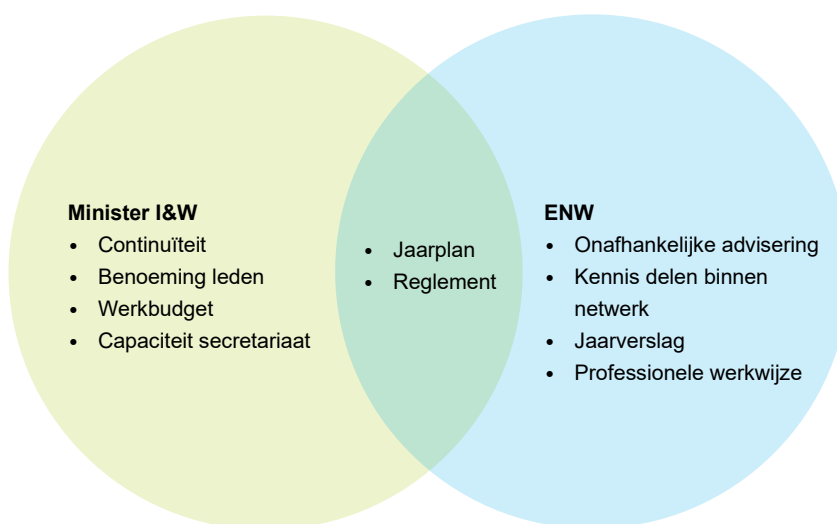 Minister I&W
• Continuïteit
• Benoeming leden
• Werkbudget
• Capaciteit secretariaat
• Jaarplan
• Reglement
ENW
• Onafhankelijke advisering
• Kennis delen binnen
netwerk
• Jaarverslag
• Professionele werkwijze